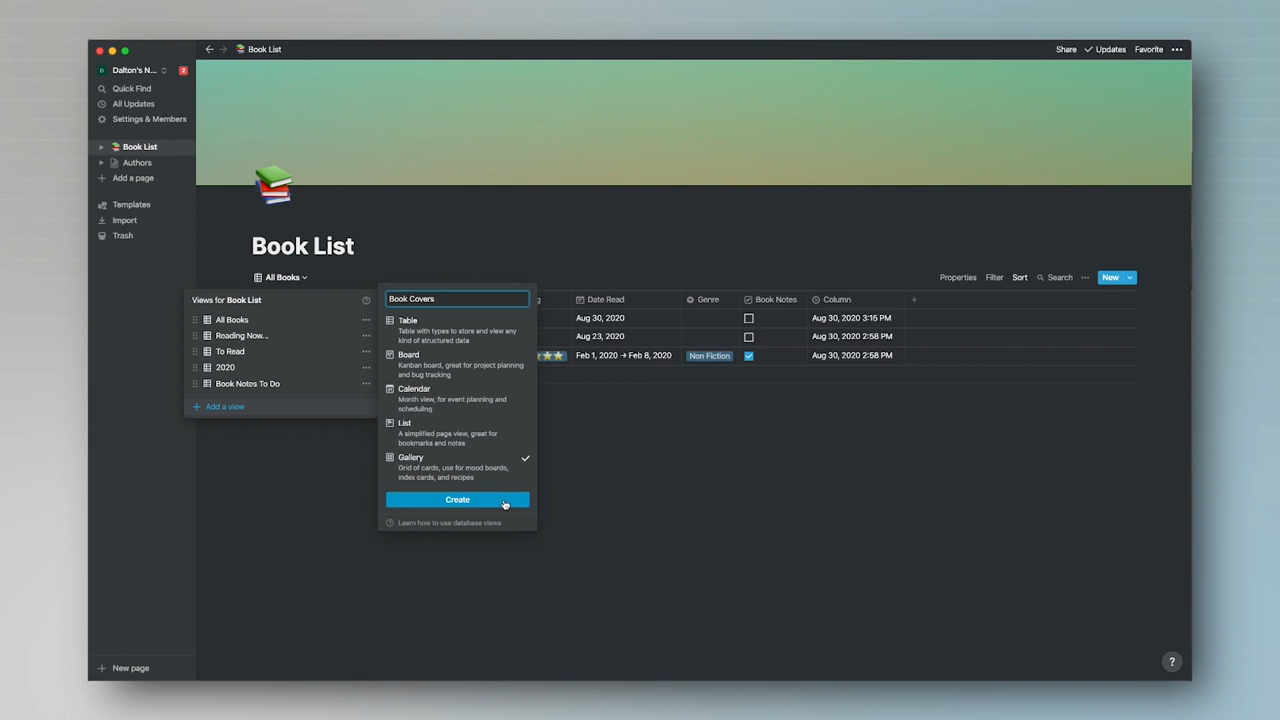 Book List
Share
Updates
Favorite
D
Dalton's N...
2
Quick Find
All Updates
Settings & Members
Book List
Authors
Add a page
Templates
Import
Trash
Book List
All Books
Properties
Filter
Sort
Search
New
Views for Book List
All Books
Reading Now...
To Read
2020
Book Notes To Do
Add a view
Book Covers
Table
Table with types to store and view any
kind of structured data
Board
Kanban board, great for project planning
and bug tracking
Calendar
Month view, for event planning and
scheduling
List
A simplified page view, great for
bookmarks and notes
Gallery
Grid of cards, use for mood boards,
index cards, and recipes
Create
Learn how to use database views
g
Date Read
Genre
Book Notes
Column
Aug 30, 2020
Aug 30, 2020 3:15 PM
Aug 23, 2020
Aug 30, 2020 2:58 PM
Feb 1, 2020 → Feb 8, 2020
Non Fiction
Aug 30, 2020 2:58 PM
New page
?